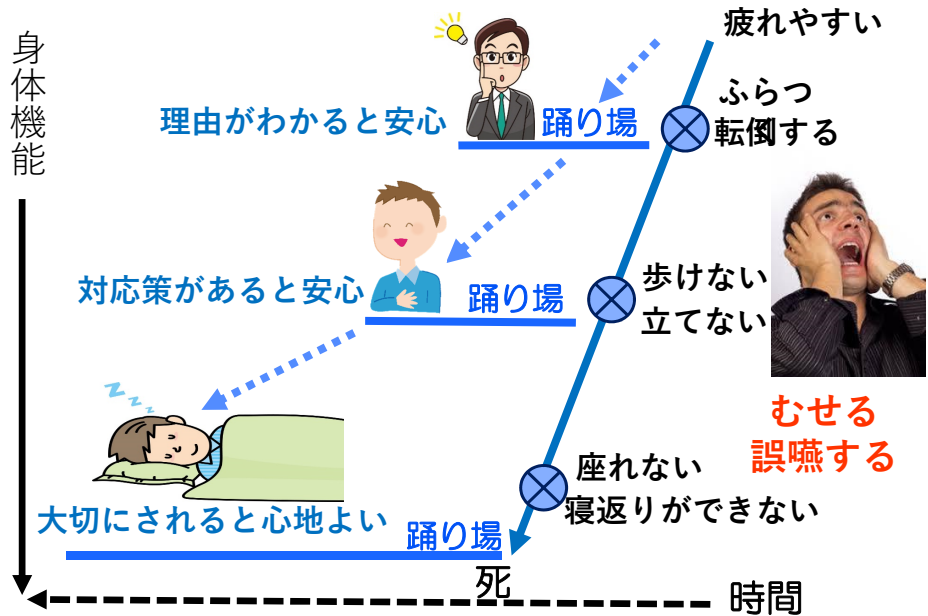 身体機能
疲れやすい
ふらつ
転倒する
理由がわかると安心
踊り場
対応策があると安心
踊り場
歩けない
立てない
むせる
誤嚥する
座れない
寝返りができない
大切にされると心地よい
踊り場
死
時間
z z z